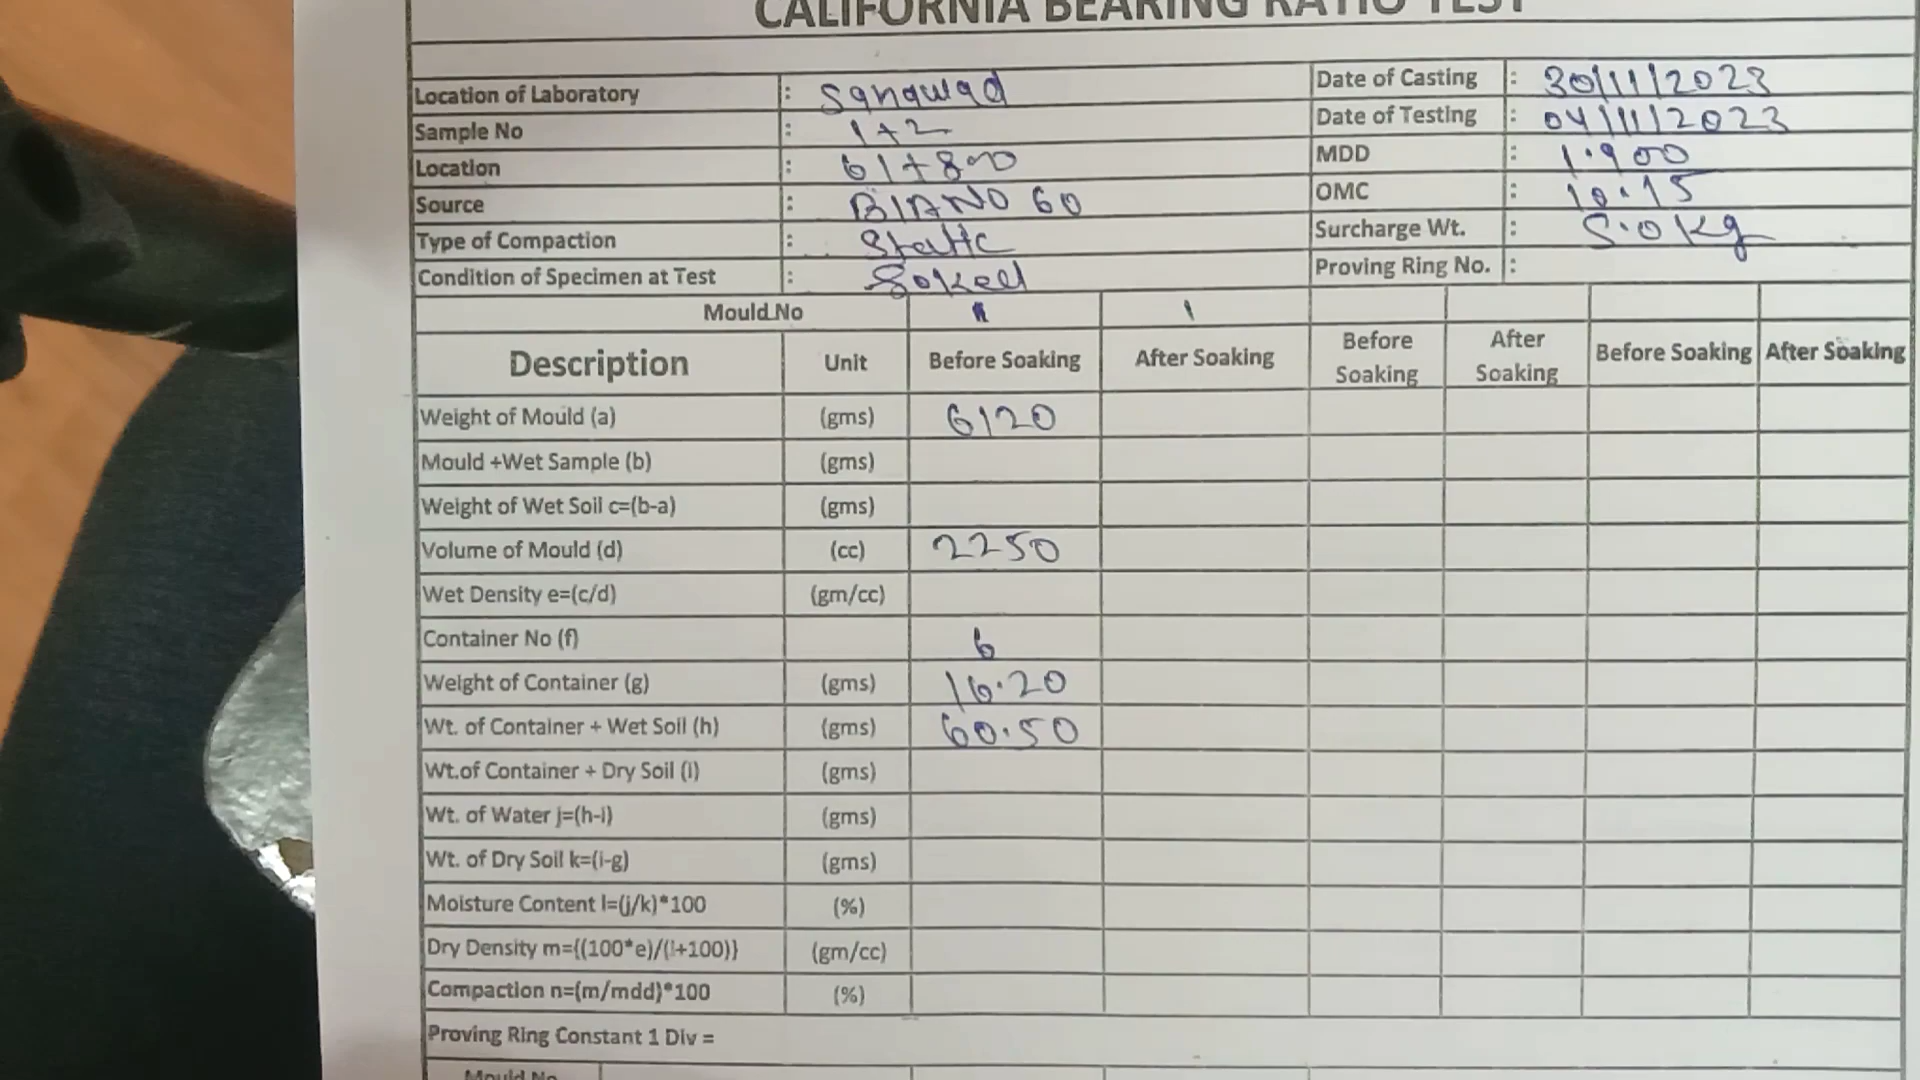 CALIFORNIA BEARING RATIO TEST
Location of Laboratory : Sanawad Date of Casting : 30/11/2023
Sample No : 1+2 Date of Testing : 04/11/2023
Location : 61+800 MDD : 1.900
Source : OMC : 10.15
Type of Compaction : Static Surcharge Wt. : 5.0 Kg
Condition of Specimen at Test : Soked Proving Ring No. :
Mould No 1
Description Unit Before Soaking After Soaking Before Soaking After Soaking Before Soaking After Soaking
Weight of Mould (a) (gms) 6120
Mould +Wet Sample (b) (gms)
Weight of Wet Soil c=(b-a) (gms)
Volume of Mould (d) (cc) 2250
Wet Density e=(c/d) (gm/cc)
Container No (f) 6
Weight of Container (g) (gms) 16.20
Wt. of Container + Wet Soil (h) (gms) 60.50
Wt.of Container + Dry Soil (i) (gms)
Wt. of Water j=(h-i) (gms)
Wt. of Dry Soil k=(i-g) (gms)
Moisture Content l=(j/k)*100 (%)
Dry Density m={(100*e)/(l+100)} (gm/cc)
Compaction n=(m/mdd)*100 (%)
Proving Ring Constant 1 Div =
Mould No